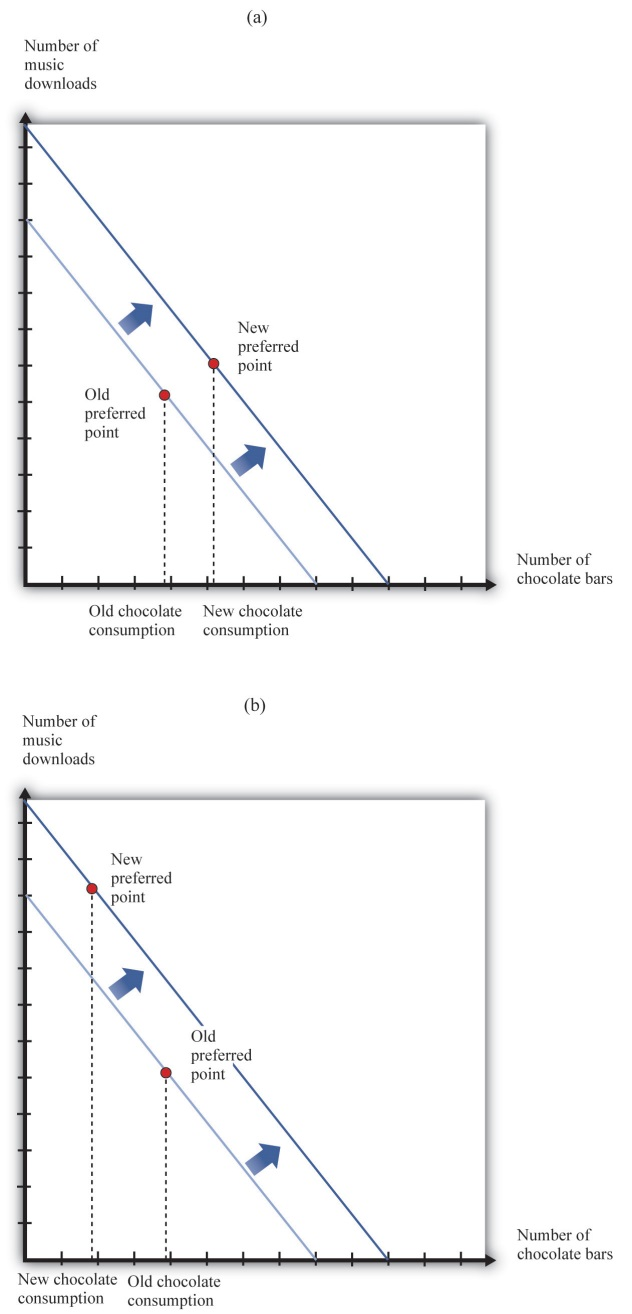 (a)
Number of
music
downloads
New
preferred
point
Old
preferred
point
Number of
chocolate bars
Old chocolate
consumption
New chocolate
consumption
(b)
Number of
music
downloads
New
preferred
point
Old
preferred
point
Number of
chocolate bars
New chocolate
consumption
Old chocolate
consumption